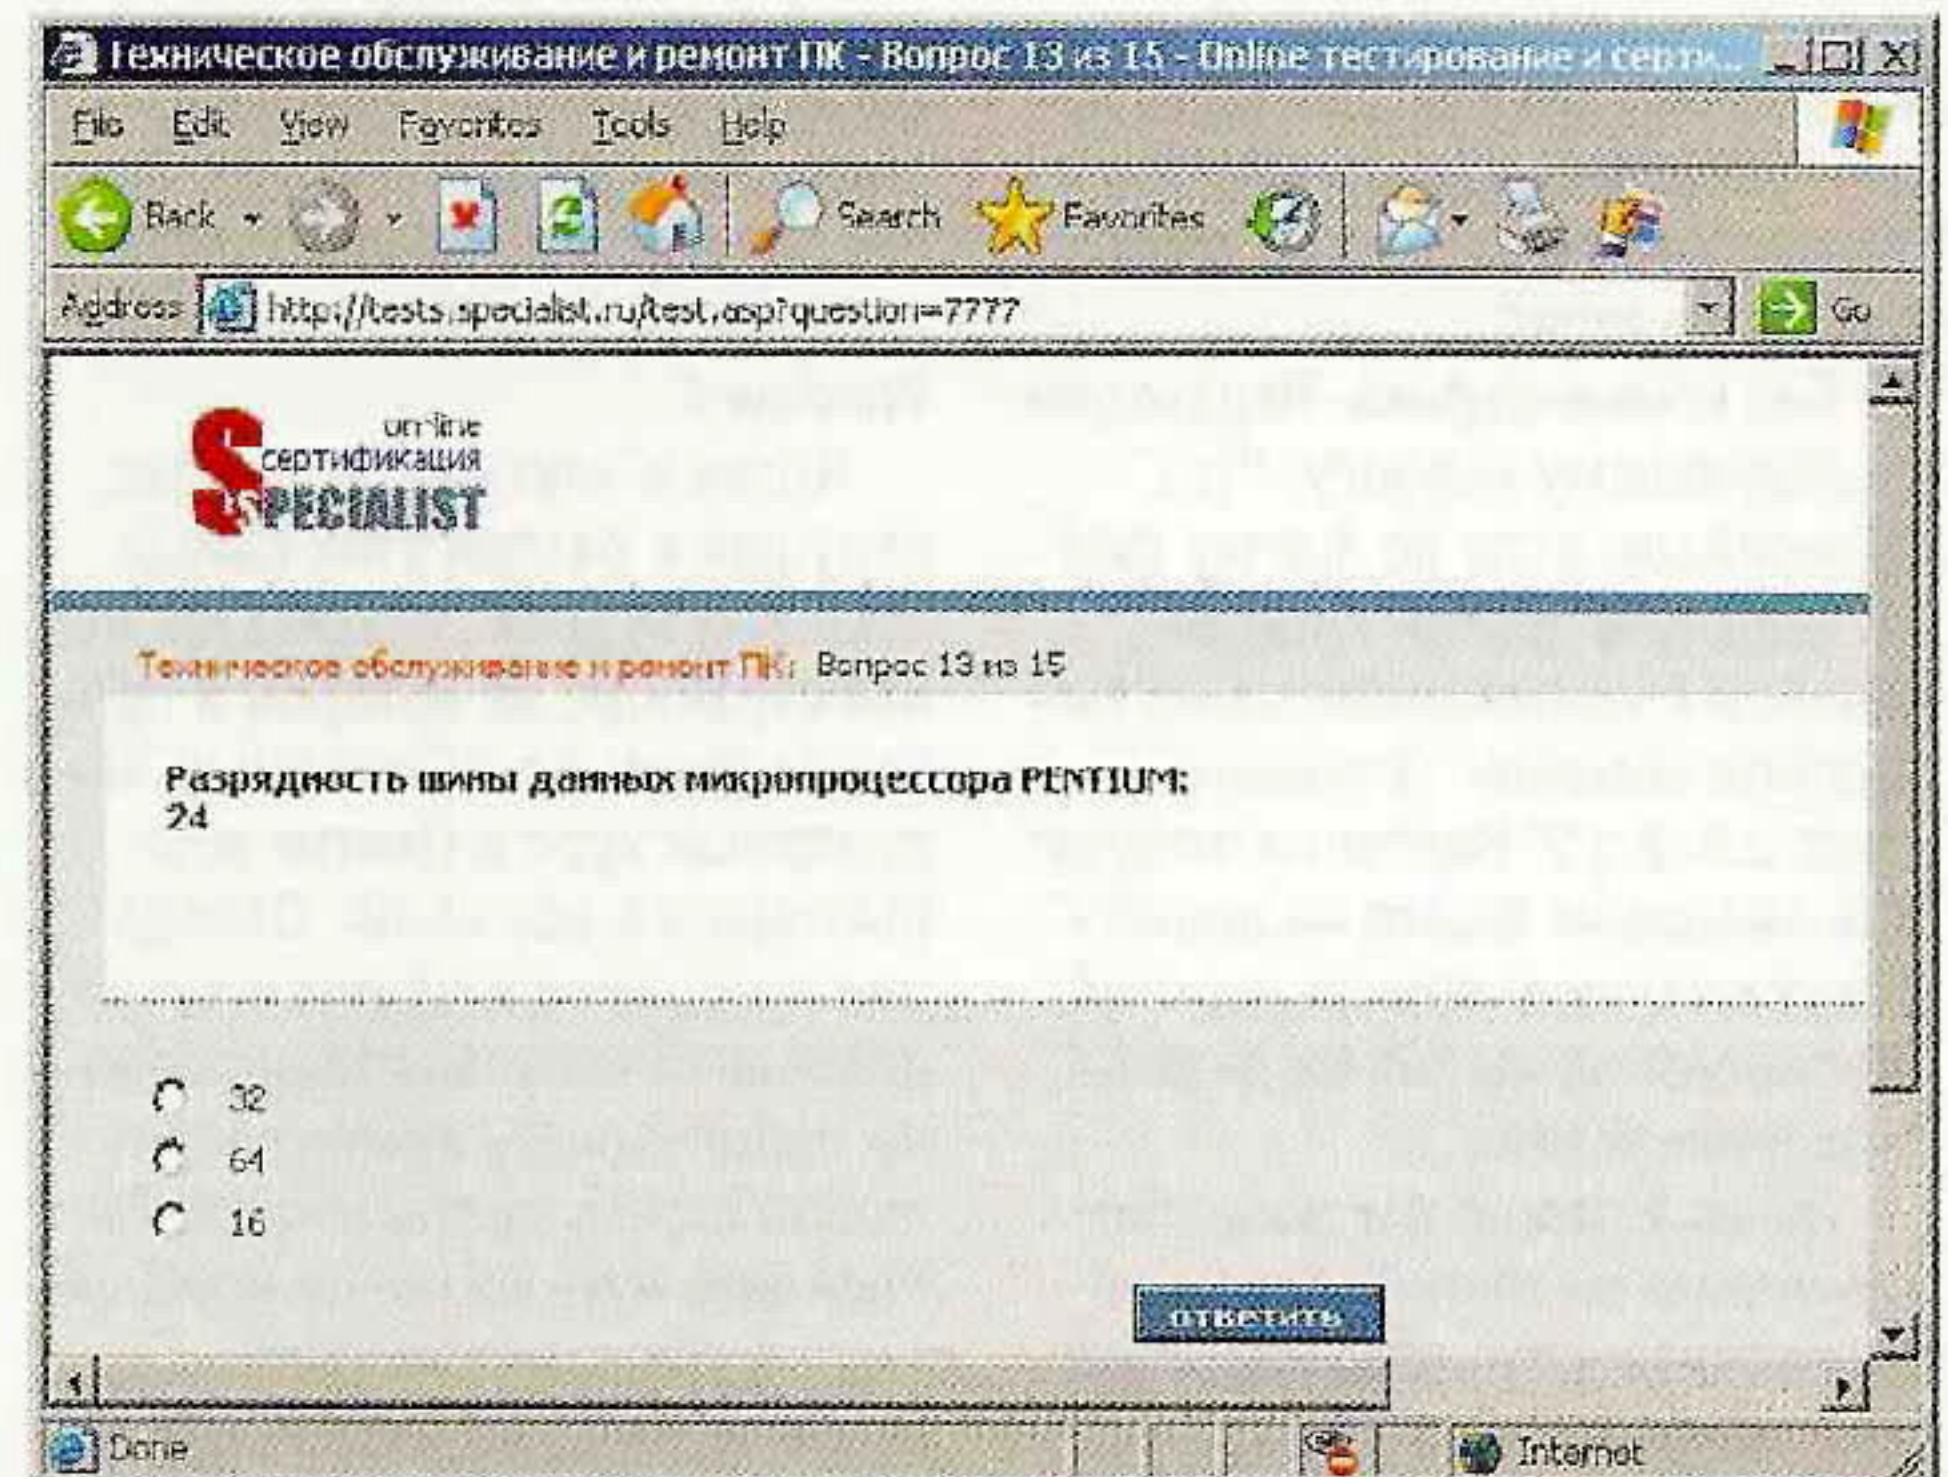 Техническое обслуживание и ремонт ПК - Вопрос 13 из 15 - Online тестирование и серти...
File Edit View Favorites Tools Help
Back Search Favorites
Address http://tests.specialist.ru/test.asp?question=7777 Go
on-line
сертификация
SPECIALIST
Техническое обслуживание и ремонт ПК: Вопрос 13 из 15
Разрядность шины данных микропроцессора PENTIUM:
24
32
64
16
ответить
Done Internet